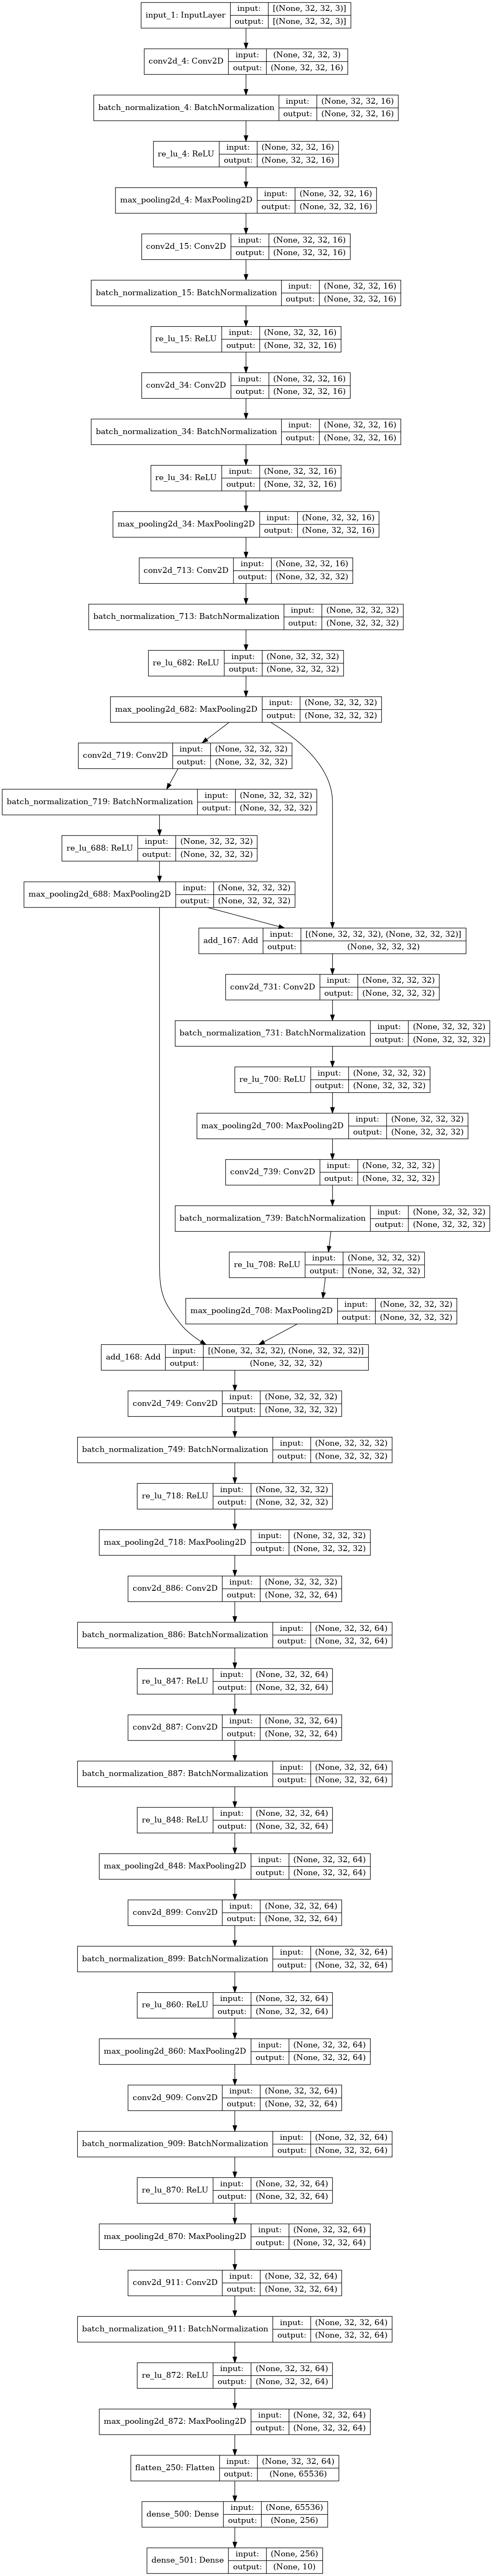 input_1: InputLayer input: [(None, 32, 32, 3)]
output: [(None, 32, 32, 3)]
conv2d_4: Conv2D input: (None, 32, 32, 3)
output: (None, 32, 32, 16)
batch_normalization_4: BatchNormalization input: (None, 32, 32, 16)
output: (None, 32, 32, 16)
re_lu_4: ReLU input: (None, 32, 32, 16)
output: (None, 32, 32, 16)
max_pooling2d_4: MaxPooling2D input: (None, 32, 32, 16)
output: (None, 32, 32, 16)
conv2d_15: Conv2D input: (None, 32, 32, 16)
output: (None, 32, 32, 16)
batch_normalization_15: BatchNormalization input: (None, 32, 32, 16)
output: (None, 32, 32, 16)
re_lu_15: ReLU input: (None, 32, 32, 16)
output: (None, 32, 32, 16)
conv2d_34: Conv2D input: (None, 32, 32, 16)
output: (None, 32, 32, 16)
batch_normalization_34: BatchNormalization input: (None, 32, 32, 16)
output: (None, 32, 32, 16)
re_lu_34: ReLU input: (None, 32, 32, 16)
output: (None, 32, 32, 16)
max_pooling2d_34: MaxPooling2D input: (None, 32, 32, 16)
output: (None, 32, 32, 16)
conv2d_713: Conv2D input: (None, 32, 32, 16)
output: (None, 32, 32, 32)
batch_normalization_713: BatchNormalization input: (None, 32, 32, 32)
output: (None, 32, 32, 32)
re_lu_682: ReLU input: (None, 32, 32, 32)
output: (None, 32, 32, 32)
max_pooling2d_682: MaxPooling2D input: (None, 32, 32, 32)
output: (None, 32, 32, 32)
conv2d_719: Conv2D input: (None, 32, 32, 32)
output: (None, 32, 32, 32)
batch_normalization_719: BatchNormalization input: (None, 32, 32, 32)
output: (None, 32, 32, 32)
re_lu_688: ReLU input: (None, 32, 32, 32)
output: (None, 32, 32, 32)
max_pooling2d_688: MaxPooling2D input: (None, 32, 32, 32)
output: (None, 32, 32, 32)
add_167: Add input: [(None, 32, 32, 32), (None, 32, 32, 32)]
output: (None, 32, 32, 32)
conv2d_731: Conv2D input: (None, 32, 32, 32)
output: (None, 32, 32, 32)
batch_normalization_731: BatchNormalization input: (None, 32, 32, 32)
output: (None, 32, 32, 32)
re_lu_700: ReLU input: (None, 32, 32, 32)
output: (None, 32, 32, 32)
max_pooling2d_700: MaxPooling2D input: (None, 32, 32, 32)
output: (None, 32, 32, 32)
conv2d_739: Conv2D input: (None, 32, 32, 32)
output: (None, 32, 32, 32)
batch_normalization_739: BatchNormalization input: (None, 32, 32, 32)
output: (None, 32, 32, 32)
re_lu_708: ReLU input: (None, 32, 32, 32)
output: (None, 32, 32, 32)
max_pooling2d_708: MaxPooling2D input: (None, 32, 32, 32)
output: (None, 32, 32, 32)
add_168: Add input: [(None, 32, 32, 32), (None, 32, 32, 32)]
output: (None, 32, 32, 32)
conv2d_749: Conv2D input: (None, 32, 32, 32)
output: (None, 32, 32, 32)
batch_normalization_749: BatchNormalization input: (None, 32, 32, 32)
output: (None, 32, 32, 32)
re_lu_718: ReLU input: (None, 32, 32, 32)
output: (None, 32, 32, 32)
max_pooling2d_718: MaxPooling2D input: (None, 32, 32, 32)
output: (None, 32, 32, 32)
conv2d_886: Conv2D input: (None, 32, 32, 32)
output: (None, 32, 32, 64)
batch_normalization_886: BatchNormalization input: (None, 32, 32, 64)
output: (None, 32, 32, 64)
re_lu_847: ReLU input: (None, 32, 32, 64)
output: (None, 32, 32, 64)
conv2d_887: Conv2D input: (None, 32, 32, 64)
output: (None, 32, 32, 64)
batch_normalization_887: BatchNormalization input: (None, 32, 32, 64)
output: (None, 32, 32, 64)
re_lu_848: ReLU input: (None, 32, 32, 64)
output: (None, 32, 32, 64)
max_pooling2d_848: MaxPooling2D input: (None, 32, 32, 64)
output: (None, 32, 32, 64)
conv2d_899: Conv2D input: (None, 32, 32, 64)
output: (None, 32, 32, 64)
batch_normalization_899: BatchNormalization input: (None, 32, 32, 64)
output: (None, 32, 32, 64)
re_lu_860: ReLU input: (None, 32, 32, 64)
output: (None, 32, 32, 64)
max_pooling2d_860: MaxPooling2D input: (None, 32, 32, 64)
output: (None, 32, 32, 64)
conv2d_909: Conv2D input: (None, 32, 32, 64)
output: (None, 32, 32, 64)
batch_normalization_909: BatchNormalization input: (None, 32, 32, 64)
output: (None, 32, 32, 64)
re_lu_870: ReLU input: (None, 32, 32, 64)
output: (None, 32, 32, 64)
max_pooling2d_870: MaxPooling2D input: (None, 32, 32, 64)
output: (None, 32, 32, 64)
conv2d_911: Conv2D input: (None, 32, 32, 64)
output: (None, 32, 32, 64)
batch_normalization_911: BatchNormalization input: (None, 32, 32, 64)
output: (None, 32, 32, 64)
re_lu_872: ReLU input: (None, 32, 32, 64)
output: (None, 32, 32, 64)
max_pooling2d_872: MaxPooling2D input: (None, 32, 32, 64)
output: (None, 32, 32, 64)
flatten_250: Flatten input: (None, 32, 32, 64)
output: (None, 65536)
dense_500: Dense input: (None, 65536)
output: (None, 256)
dense_501: Dense input: (None, 256)
output: (None, 10)